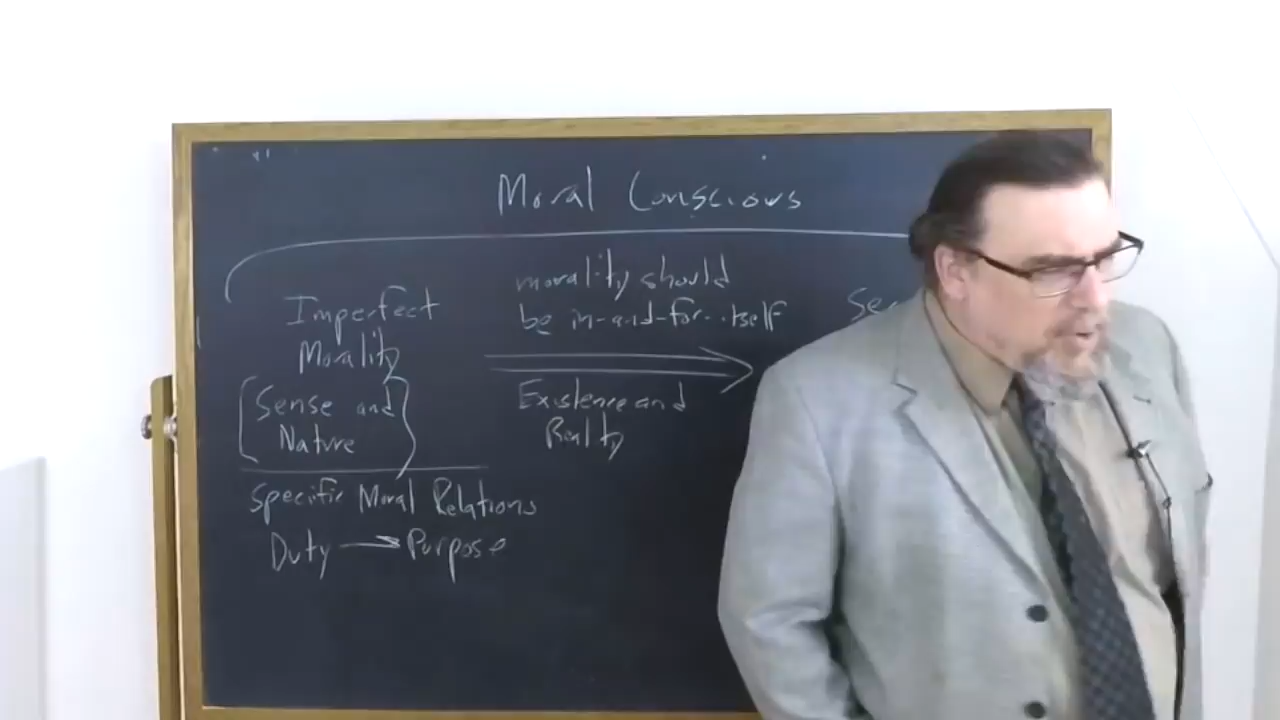 Moral Conscious
Imperfect
Morality
[Sense and
Nature]
Specific Moral Relations
Duty → Purpose
morality should
be in-and-for-itself
Existence and
Reality